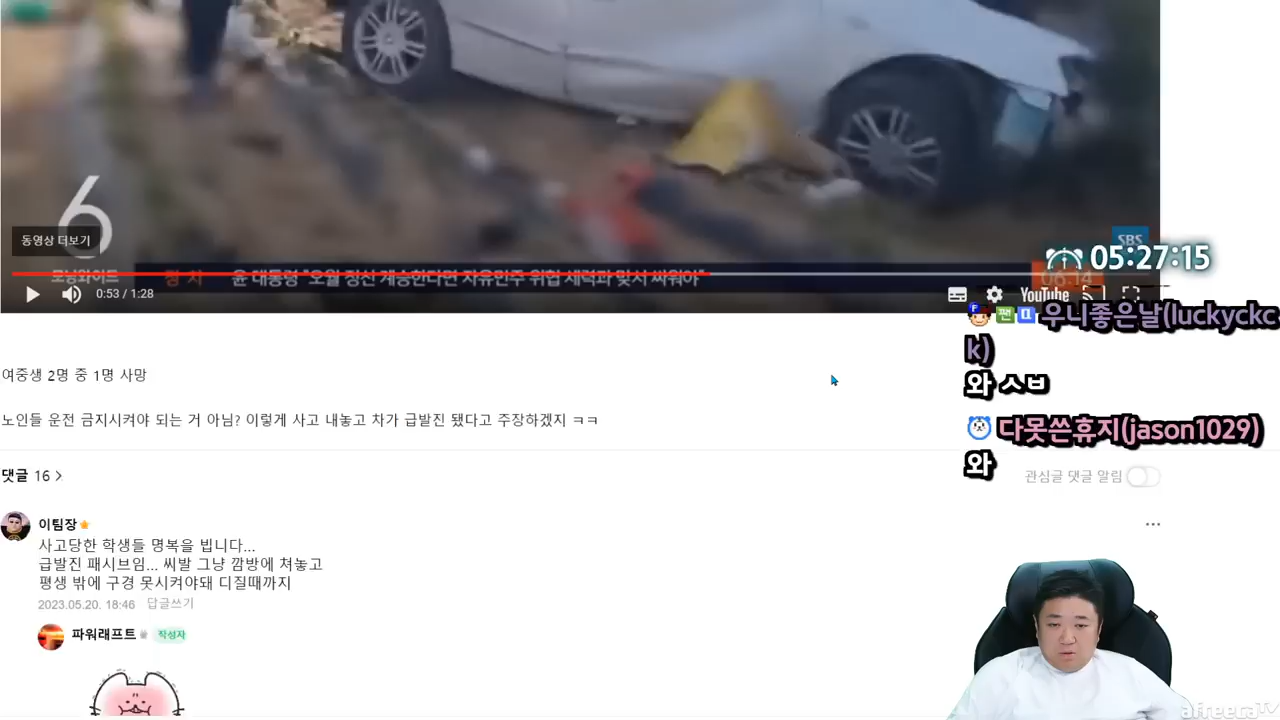 6
동영상 더보기
SBS
05:27:15
모닝와이드
정 치
윤 대통령 "오월 정신 계승한다면 자유민주 위협 세력과 맞서 싸워야"
06:14
0:53 / 1:28
YouTube
우니좋은날(luckyckc
k)
와 ㅅㅂ
여중생 2명 중 1명 사망
노인들 운전 금지시켜야 되는 거 아님? 이렇게 사고 내놓고 차가 급발진 됐다고 주장하겠지 ㅋㅋ
다못쓴휴지(jason1029)
와
댓글 16 >
관심글 댓글 알림
이팀장
사고당한 학생들 명복을 빕니다...
급발진 패시브임... 씨발 그냥 깜방에 쳐놓고
평생 밖에 구경 못시켜야돼 디질때까지
2023.05.20. 18:46 답글쓰기
파워래프트 작성자
afreecaTV